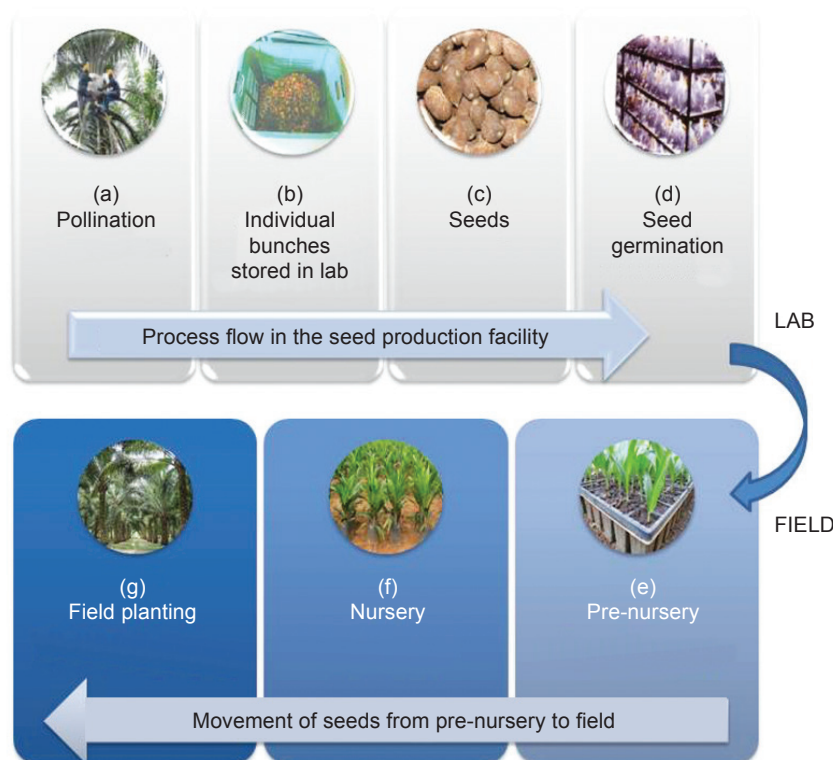 (a)
Pollination
(b)
Individual
bunches
stored in lab
(c)
Seeds
(d)
Seed
germination
Process flow in the seed production facility
LAB
FIELD
(g)
Field planting
(f)
Nursery
(e)
Pre-nursery
Movement of seeds from pre-nursery to field